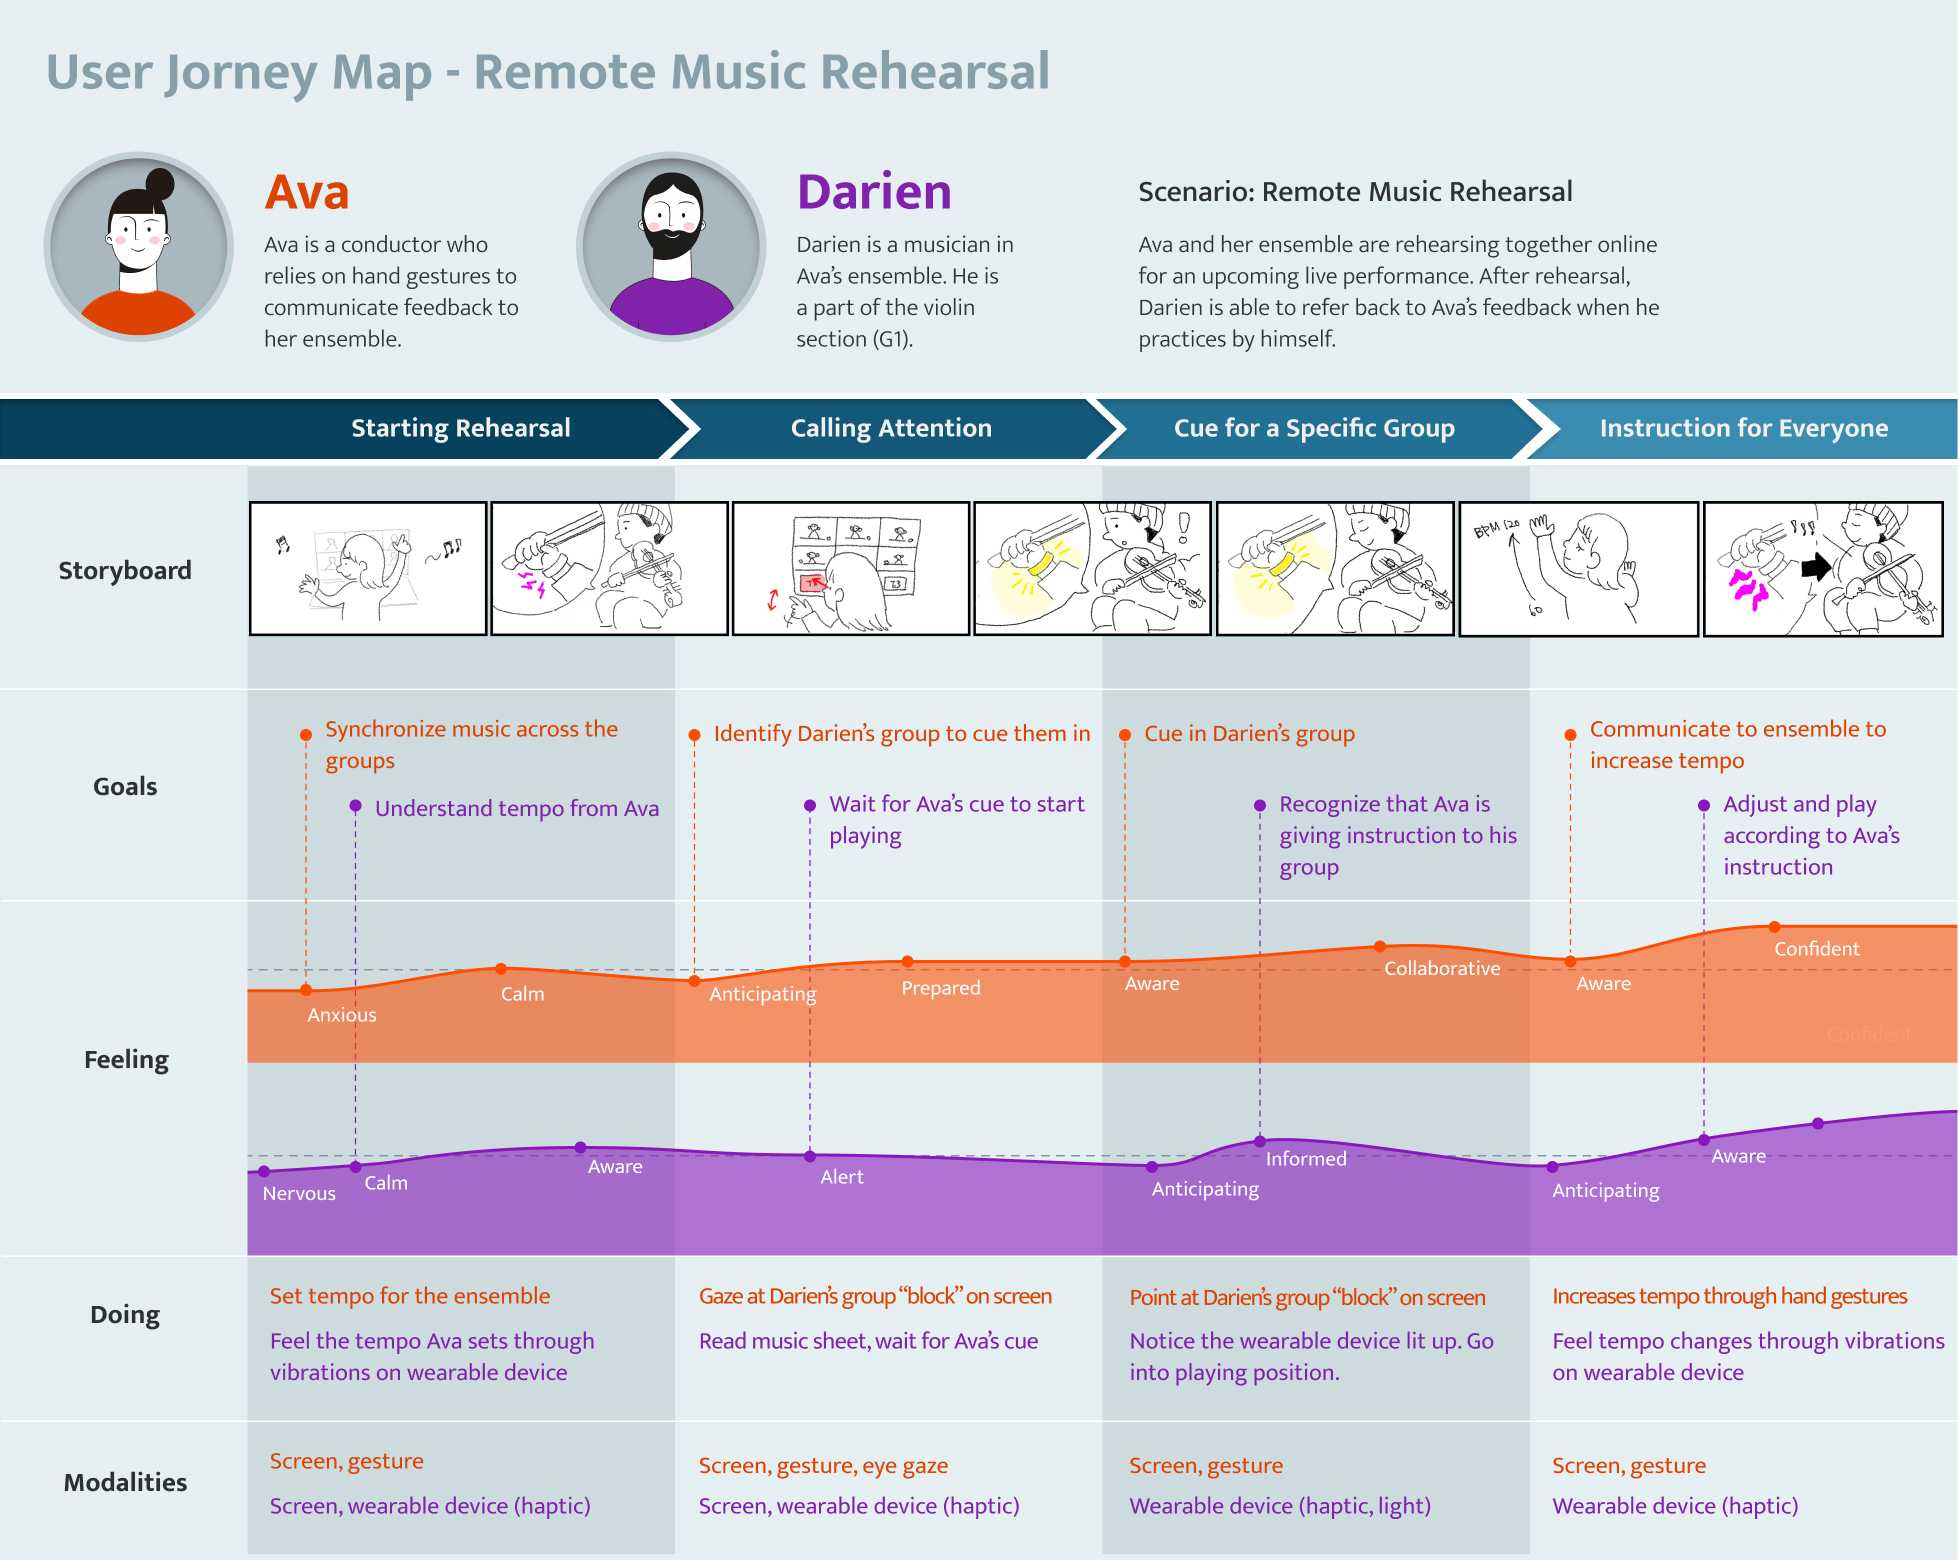 User Jorney Map - Remote Music Rehearsal
Ava
Ava is a conductor who
relies on hand gestures to
communicate feedback to
her ensemble.
Darien
Darien is a musician in
Ava’s ensemble. He is
a part of the violin
section (G1).
Scenario: Remote Music Rehearsal
Ava and her ensemble are rehearsing together online
for an upcoming live performance. After rehearsal,
Darien is able to refer back to Ava’s feedback when he
practices by himself.
Starting Rehearsal
Calling Attention
Cue for a Specific Group
Instruction for Everyone
Storyboard
BPM 120
60
Goals
Synchronize music across the
groups
Understand tempo from Ava
Identify Darien’s group to cue them in
Wait for Ava’s cue to start
playing
Cue in Darien’s group
Recognize that Ava is
giving instruction to his
group
Communicate to ensemble to
increase tempo
Adjust and play
according to Ava’s
instruction
Feeling
Anxious
Calm
Anticipating
Prepared
Aware
Collaborative
Aware
Confident
Confident
Nervous
Calm
Aware
Alert
Anticipating
Informed
Anticipating
Aware
Doing
Set tempo for the ensemble
Feel the tempo Ava sets through
vibrations on wearable device
Gaze at Darien’s group “block” on screen
Read music sheet, wait for Ava’s cue
Point at Darien’s group “block” on screen
Notice the wearable device lit up. Go
into playing position.
Increases tempo through hand gestures
Feel tempo changes through vibrations
on wearable device
Modalities
Screen, gesture
Screen, wearable device (haptic)
Screen, gesture, eye gaze
Screen, wearable device (haptic)
Screen, gesture
Wearable device (haptic, light)
Screen, gesture
Wearable device (haptic)